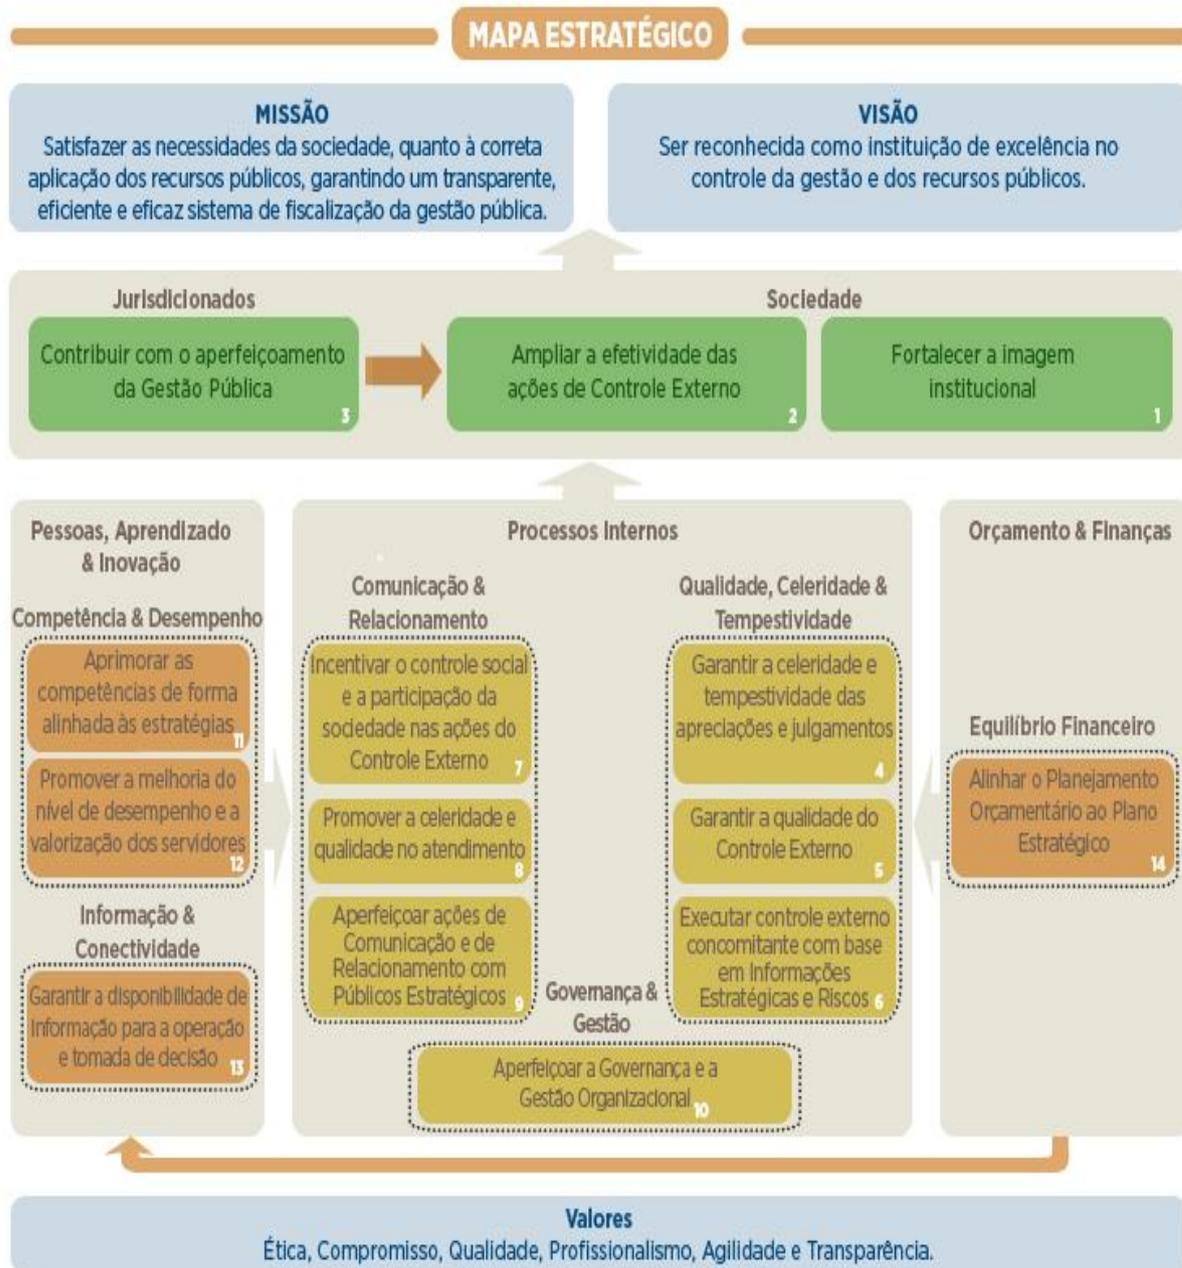 MAPA ESTRATÉGICO
MISSÃO
Satisfazer as necessidades da sociedade, quanto à correta
aplicação dos recursos públicos, garantindo um transparente,
eficiente e eficaz sistema de fiscalização da gestão pública.
VISÃO
Ser reconhecida como instituição de excelência no
controle da gestão e dos recursos públicos.
Jurisdicionados
Contribuir com o aperfeiçoamento
da Gestão Pública
3
Sociedade
Ampliar a efetividade das
ações de Controle Externo
2
Fortalecer a imagem
institucional
1
Pessoas, Aprendizado
& Inovação
Competência & Desempenho
Aprimorar as
competências de forma
alinhada às estratégias
11
Promover a melhoria do
nível de desempenho e a
valorização dos servidores
12
Informação &
Conectividade
Garantir a disponibilidade de
Informação para a operação
e tomada de decisão
13
Processos Internos
Comunicação &
Relacionamento
Incentivar o controle social
e a participação da
sociedade nas ações do
Controle Externo
7
Promover a celeridade e
qualidade no atendimento
8
Aperfeiçoar ações de
Comunicação e de
Relacionamento com
Públicos Estratégicos
9
Qualidade, Celeridade &
Tempestividade
Garantir a celeridade e
tempestividade das
apreciações e julgamentos
4
Garantir a qualidade do
Controle Externo
5
Executar controle externo
concomitante com base
em Informações
Estratégicas e Riscos
6
Governança &
Gestão
Aperfeiçoar a Governança e a
Gestão Organizacional
10
Orçamento & Finanças
Equilíbrio Financeiro
Alinhar o Planejamento
Orçamentário ao Plano
Estratégico
14
Valores
Ética, Compromisso, Qualidade, Profissionalismo, Agilidade e Transparência.